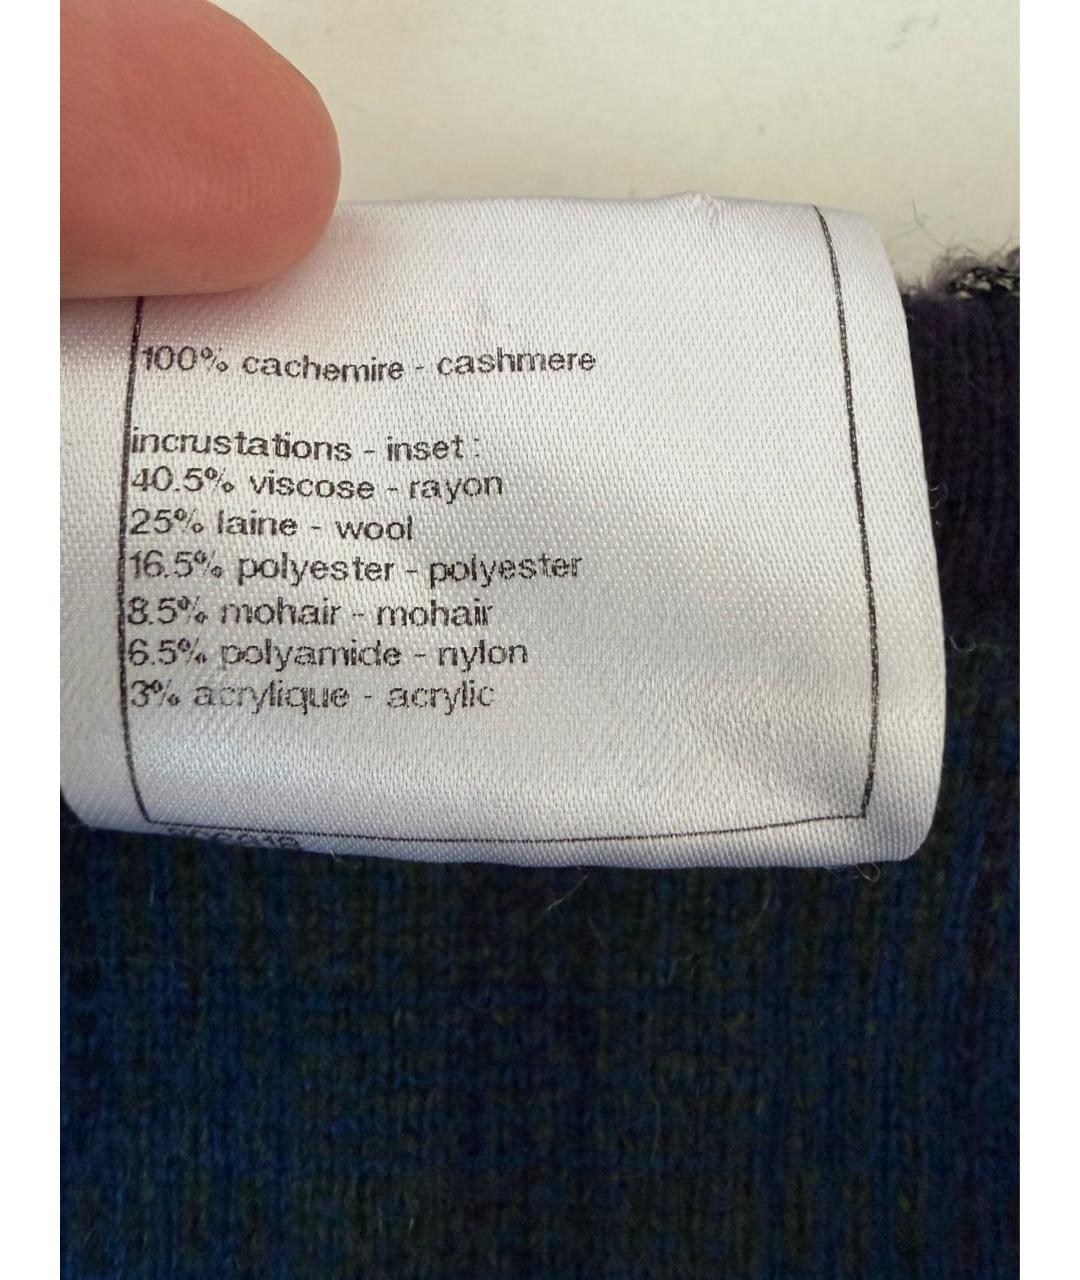 100% cachemire - cashmere
incrustations - inset :
40.5% viscose - rayon
25% laine - wool
16.5% polyester - polyester
8.5% mohair - mohair
6.5% polyamide - nylon
3% acrylique - acrylic